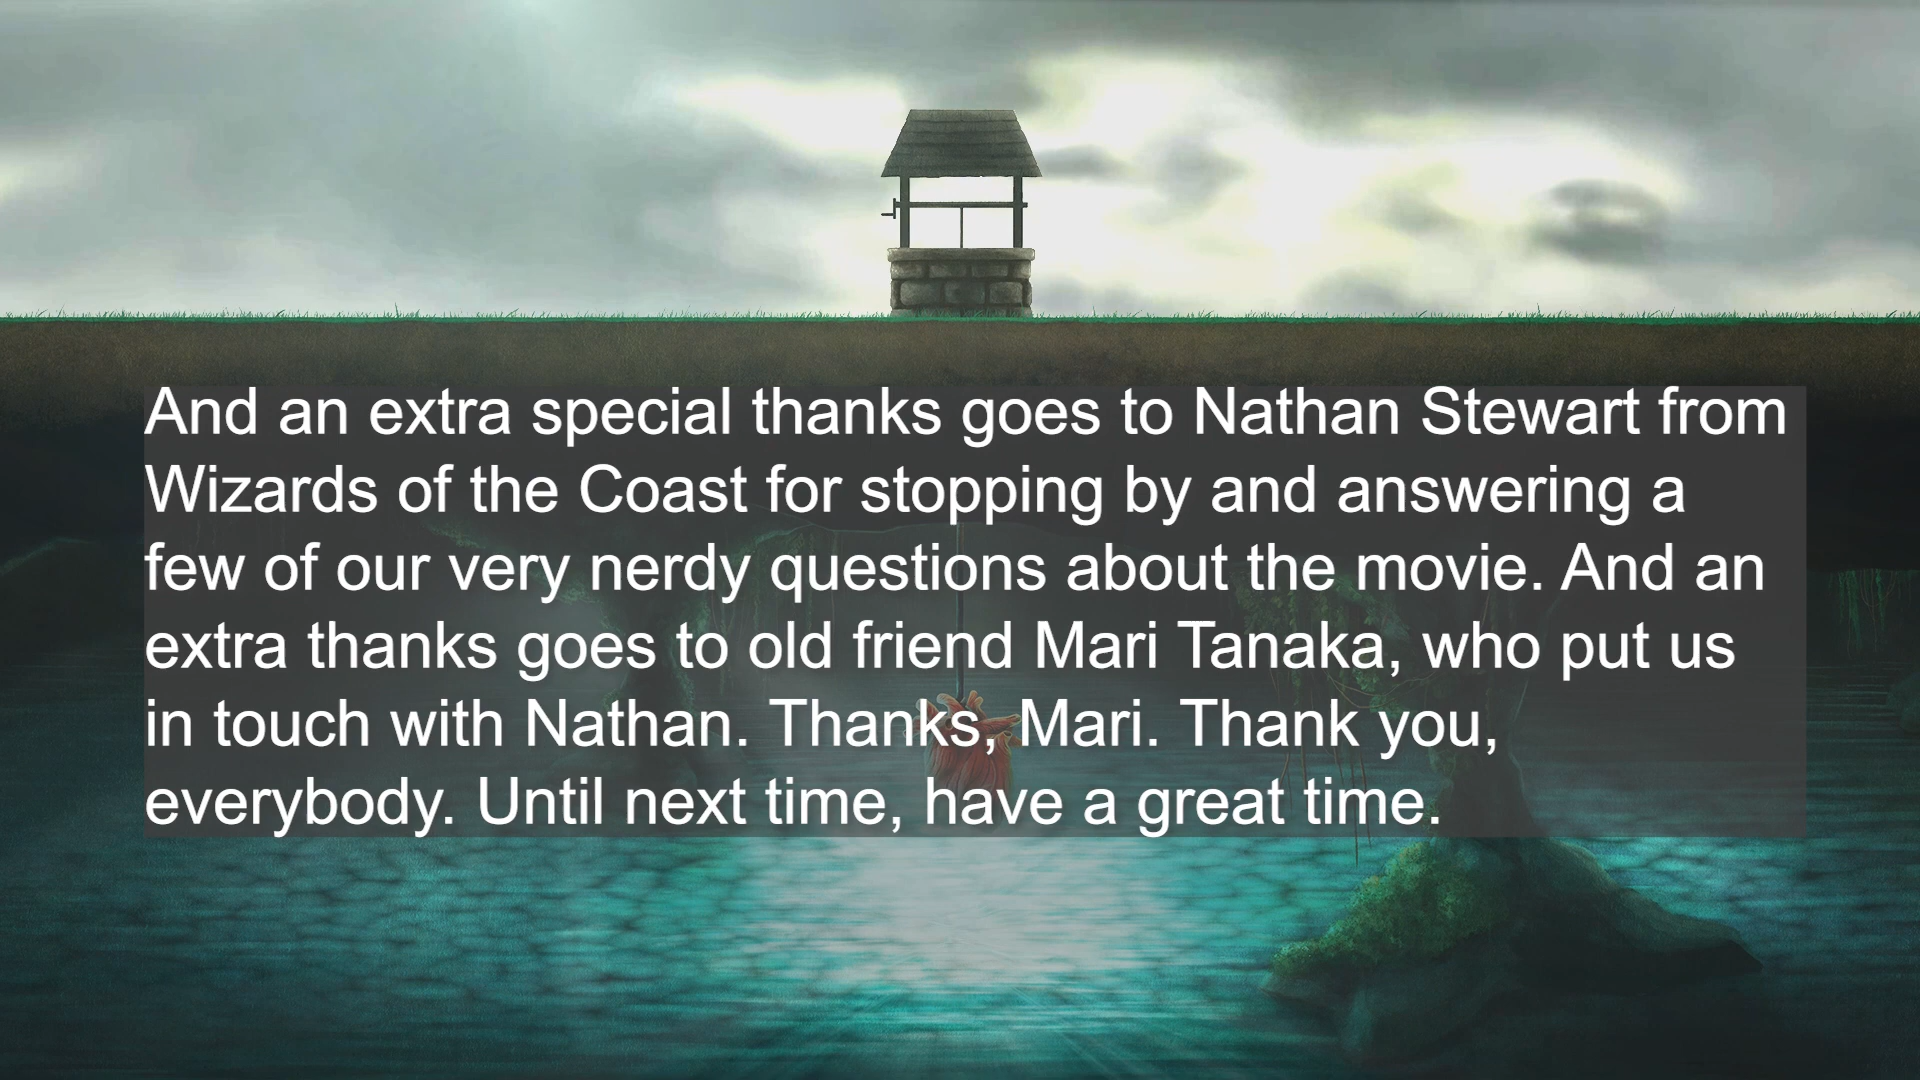 And an extra special thanks goes to Nathan Stewart from
Wizards of the Coast for stopping by and answering a
few of our very nerdy questions about the movie. And an
extra thanks goes to old friend Mari Tanaka, who put us
in touch with Nathan. Thanks, Mari. Thank you,
everybody. Until next time, have a great time.